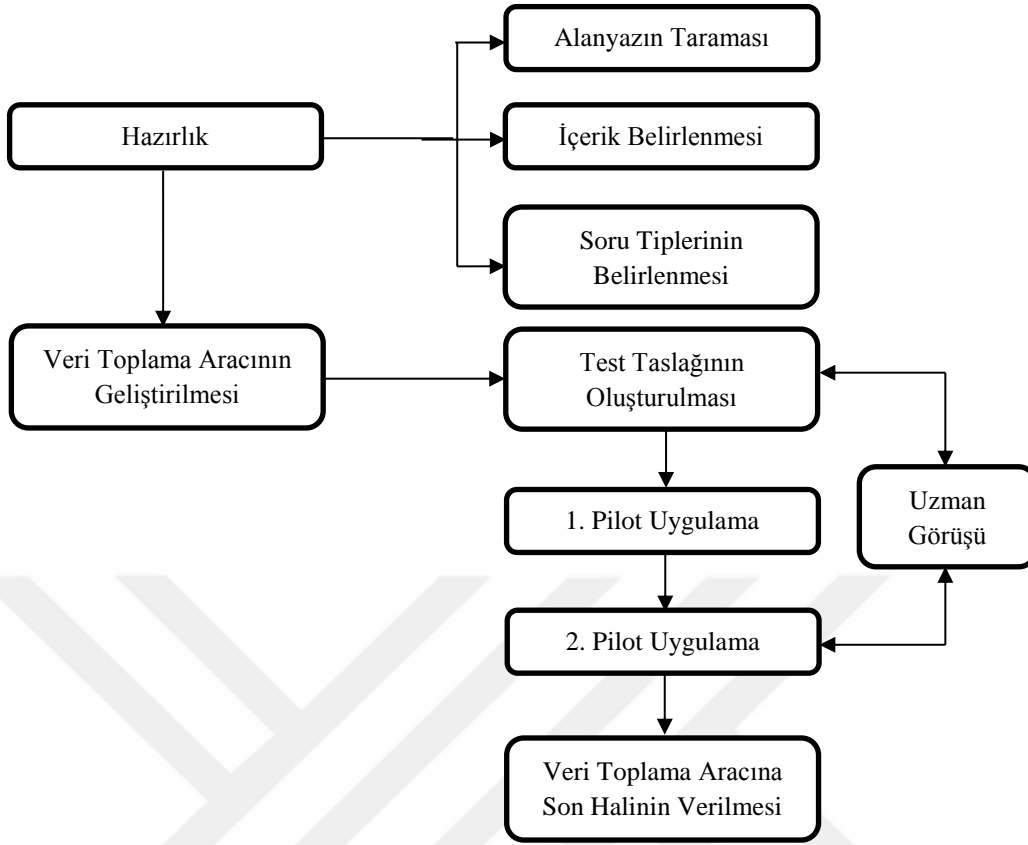 Alanyazın Taraması
Hazırlık
İçerik Belirlenmesi
Soru Tiplerinin
Belirlenmesi
Veri Toplama Aracının
Geliştirilmesi
Test Taslağının
Oluşturulması
Uzman
Görüşü
1. Pilot Uygulama
2. Pilot Uygulama
Veri Toplama Aracına
Son Halinin Verilmesi